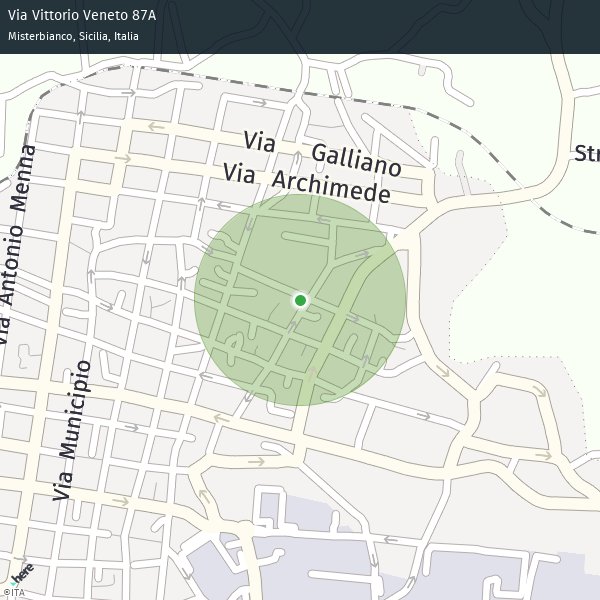 Via Vittorio Veneto 87A
Misterbianco, Sicilia, Italia
Via Galliano
Str
Via Archimede
Via Antonio Menna
Via Municipio
here
©ITA